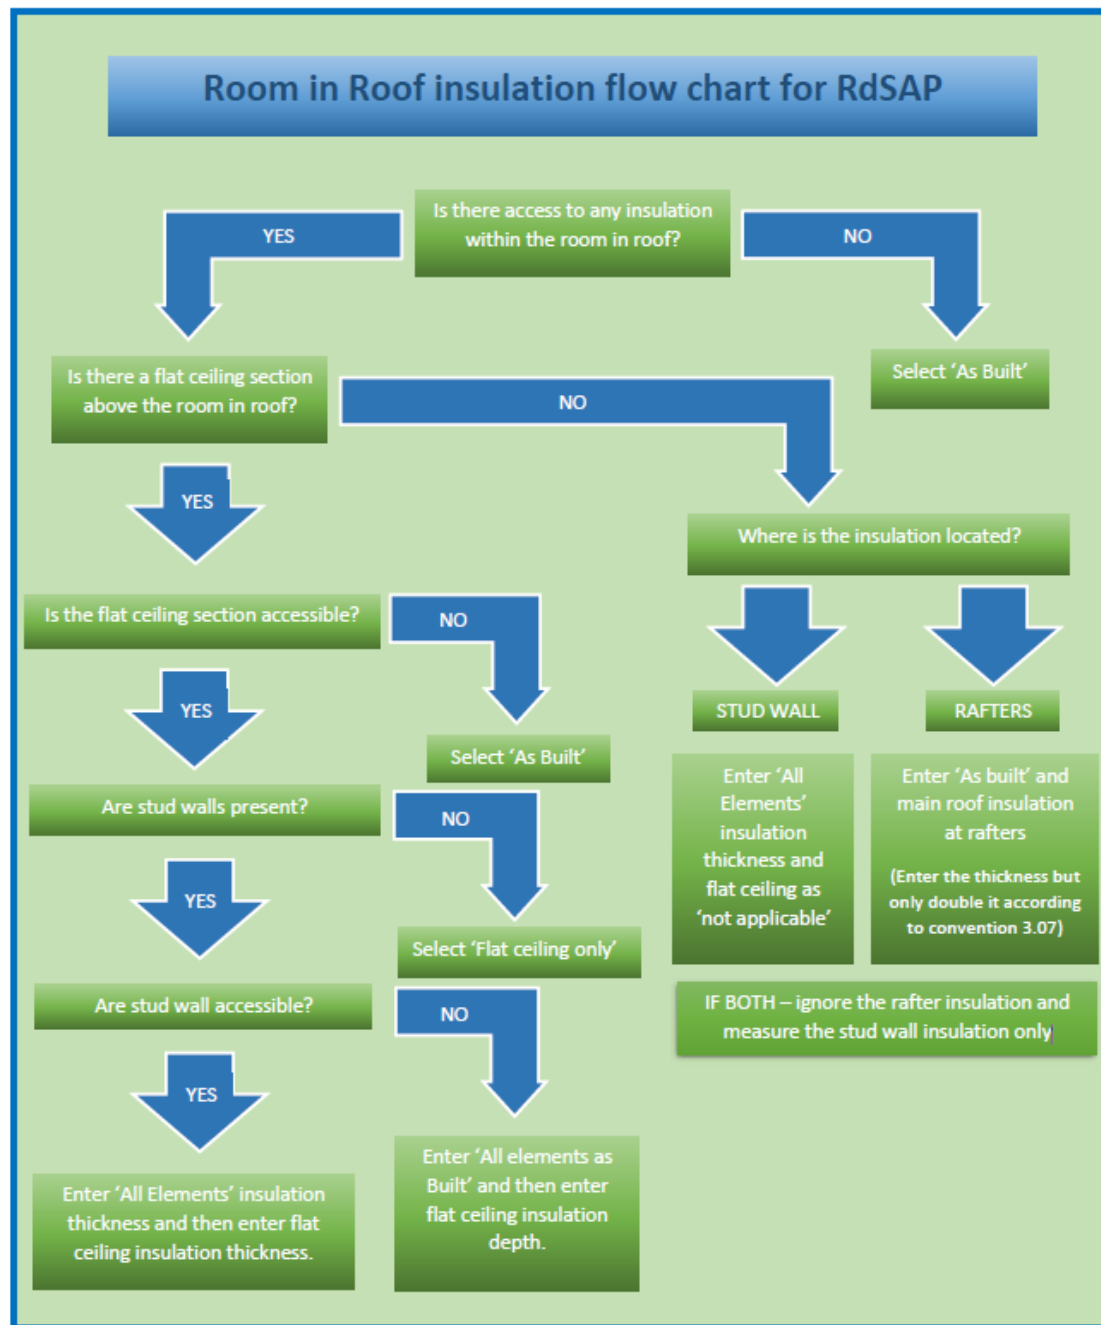 Room in Roof insulation flow chart for RdSAP
Is there access to any insulation
within the room in roof?
YES
NO
Is there a flat ceiling section
above the room in roof?
Select ‘As Built’
NO
YES
Where is the insulation located?
Is the flat ceiling section accessible?
NO
YES
STUD WALL
RAFTERS
Select ‘As Built’
Enter ‘All
Elements’
insulation
thickness and
flat ceiling as
‘not applicable’
Enter ‘As built’ and
main roof insulation
at rafters
(Enter the thickness but
only double it according
to convention 3.07)
Are stud walls present?
NO
YES
Select ‘Flat ceiling only’
IF BOTH – ignore the rafter insulation and
measure the stud wall insulation only
Are stud wall accessible?
NO
YES
Enter ‘All elements as
Built’ and then enter
flat ceiling insulation
depth.
Enter ‘All Elements’ insulation
thickness and then enter flat
ceiling insulation thickness.